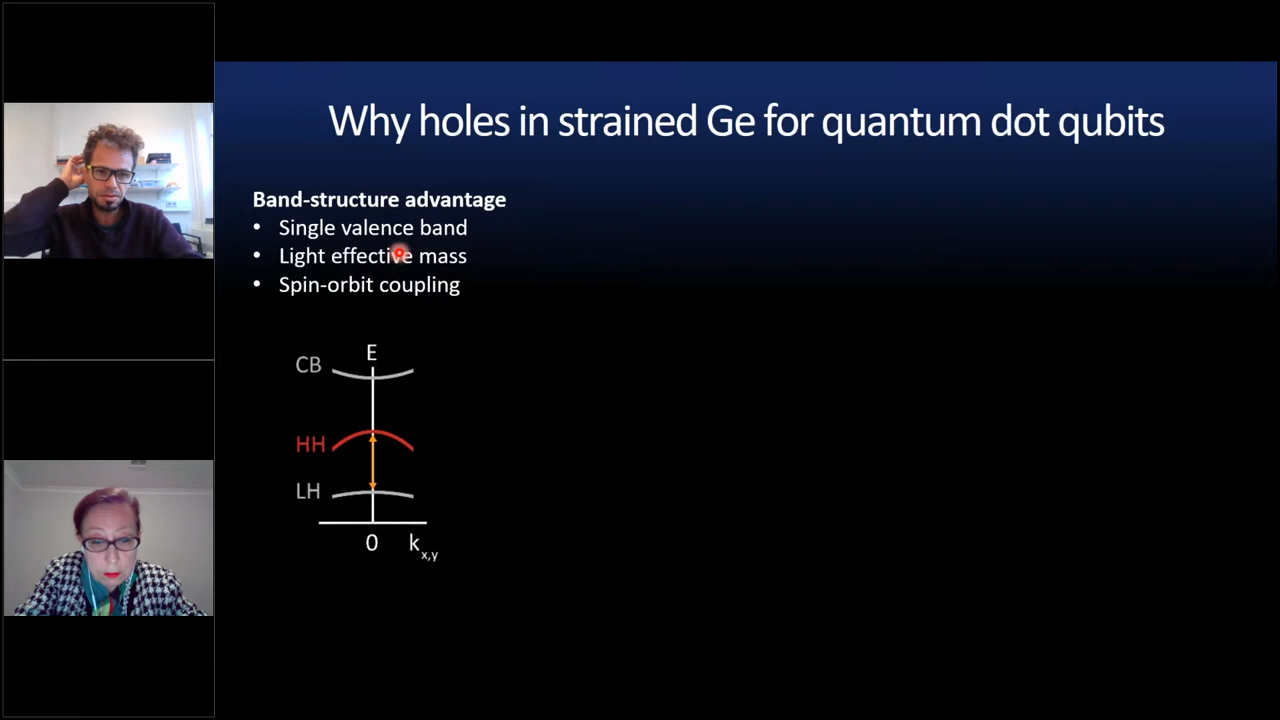 Why holes in strained Ge for quantum dot qubits
Band-structure advantage
• Single valence band
• Light effective mass
• Spin-orbit coupling
E
CB
HH
LH
0 k x,y